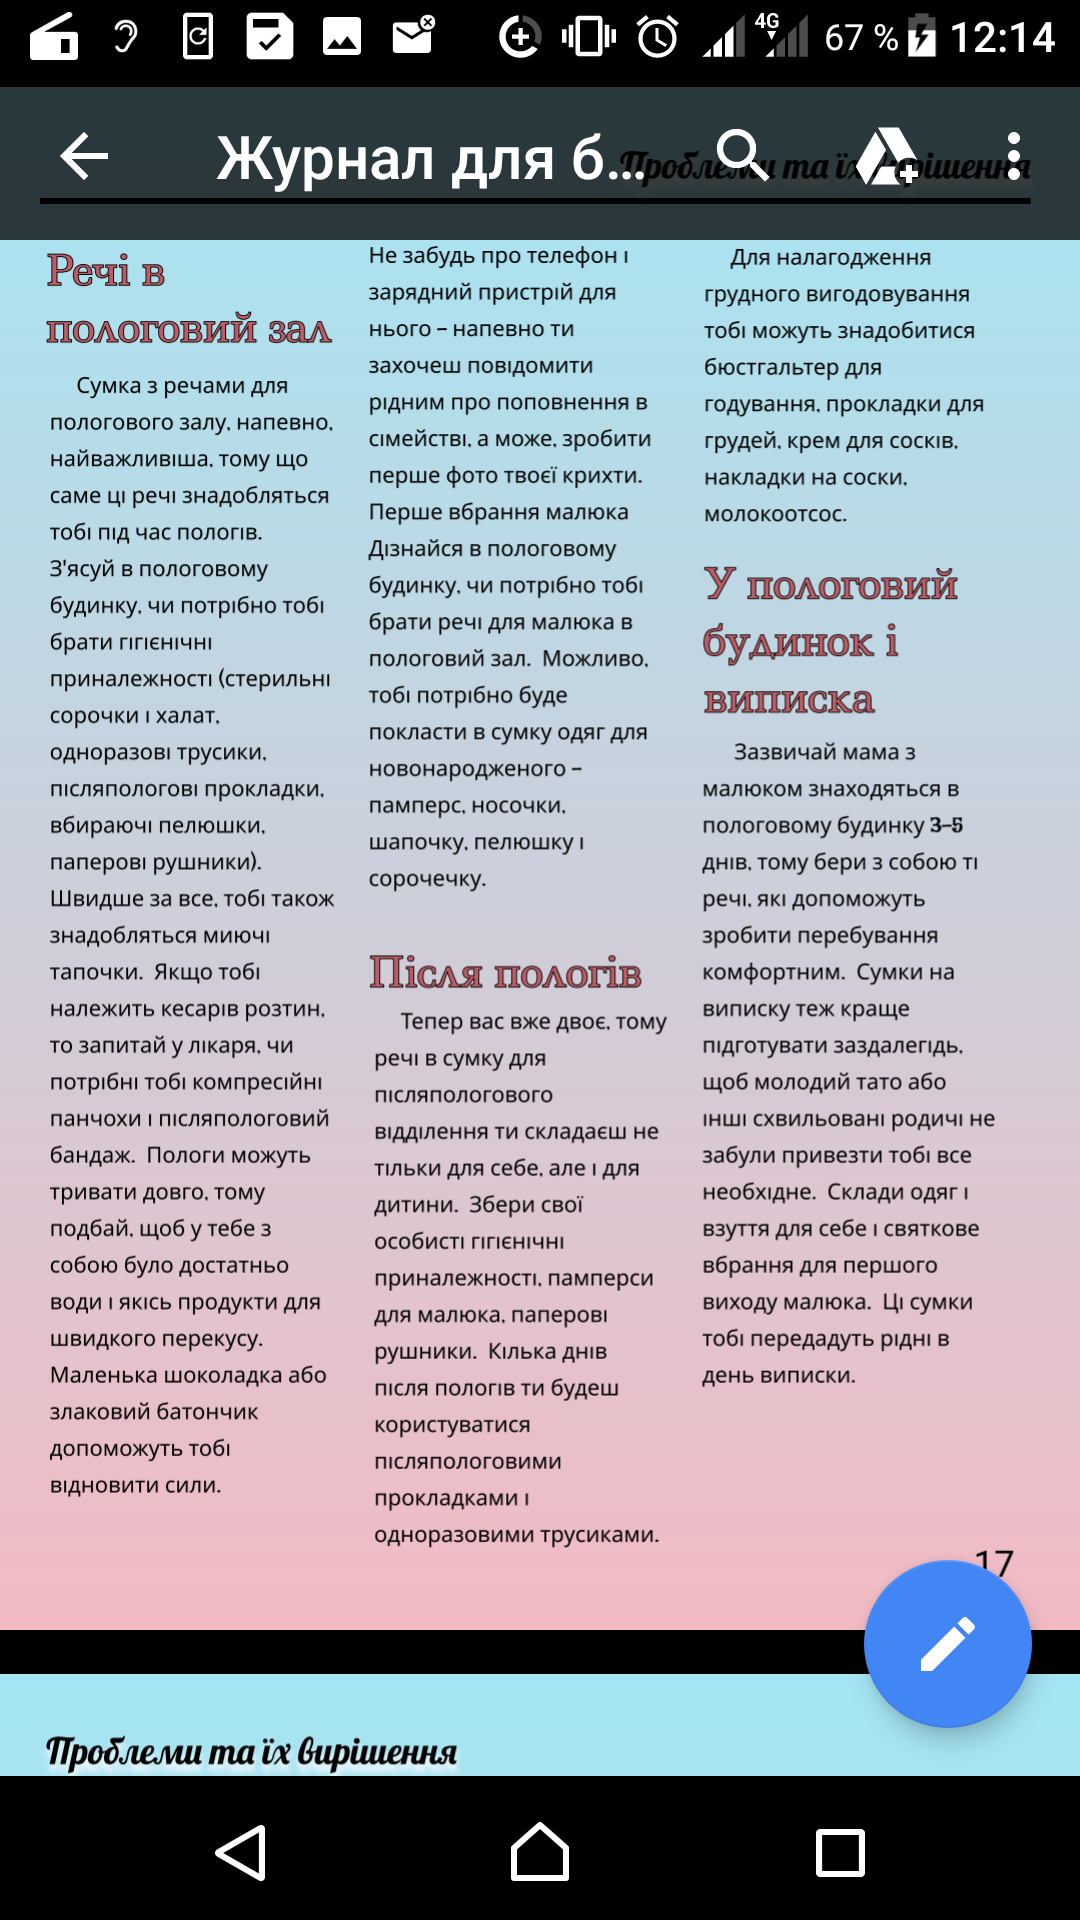 67 %
4G
12:14
Журнал для б...
Проблеми та їх вирішення
Речі в
пологовий зал
Сумка з речами для
пологового залу, напевно,
найважливіша, тому що
саме ці речі знадобляться
тобі під час пологів.
З'ясуй в пологовому
будинку, чи потрібно тобі
брати гігієнічні
приналежності (стерильні
сорочки і халат,
одноразові трусики,
післяпологові прокладки,
вбираючі пелюшки,
паперові рушники).
Швидше за все, тобі також
знадобляться миючі
тапочки. Якщо тобі
належить кесарів розтин,
то запитай у лікаря, чи
потрібні тобі компресійні
панчохи і післяпологовий
бандаж. Пологи можуть
тривати довго, тому
подбай, щоб у тебе з
собою було достатньо
води і якісь продукти для
швидкого перекусу.
Маленька шоколадка або
злаковий батончик
допоможуть тобі
відновити сили.
Не забудь про телефон і
зарядний пристрій для
нього – напевно ти
захочеш повідомити
рідним про поповнення в
сімействі, а може, зробити
перше фото твоєї крихти.
Перше вбрання малюка
Дізнайся в пологовому
будинку, чи потрібно тобі
брати речі для малюка в
пологовий зал. Можливо,
тобі потрібно буде
покласти в сумку одяг для
новонародженого –
памперс, носочки,
шапочку, пелюшку і
сорочечку.
Після пологів
Тепер вас вже двоє, тому
речі в сумку для
післяпологового
відділення ти складаєш не
тільки для себе, але і для
дитини. Збери свої
особисті гігієнічні
приналежності, памперси
для малюка, паперові
рушники. Кілька днів
після пологів ти будеш
користуватися
післяпологовими
прокладками і
одноразовими трусиками.
Для налагодження
грудного вигодовування
тобі можуть знадобитися
бюстгальтер для
годування, прокладки для
грудей, крем для сосків,
накладки на соски,
молокоотсос.
У пологовий
будинок і
виписка
Зазвичай мама з
малюком знаходяться в
пологовому будинку 3-5
днів, тому бери з собою ті
речі, які допоможуть
зробити перебування
комфортним. Сумки на
виписку теж краще
підготувати заздалегідь,
щоб молодий тато або
інші схвильовані родичі не
забули привезти тобі все
необхідне. Склади одяг і
взуття для себе і святкове
вбрання для першого
виходу малюка. Ці сумки
тобі передадуть рідні в
день виписки.
17
Проблеми та їх вирішення